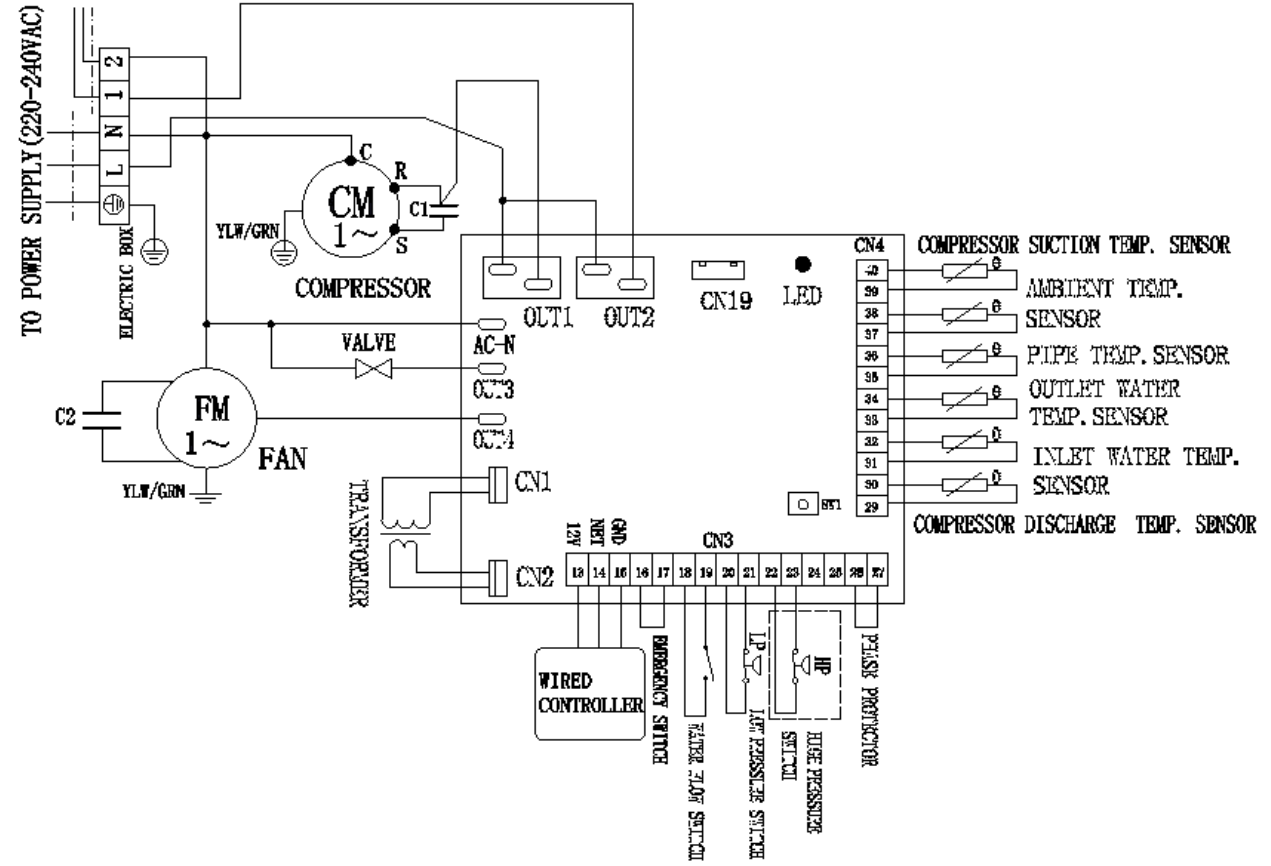 TO POWER SUPPLY(220-240VAC)
2
1
N
L
ELECTRIC BOX
YLW/GRN
C
R
CM
1~
S
C1
COMPRESSOR
OUT1
OUT2
CN19
LED
CN4
40
39
38
37
36
35
34
33
32
31
30
29
COMPRESSOR SUCTION TEMP. SENSOR
θ
AMBIENT TEMP.
SENSOR
θ
PIPE TEMP.SENSOR
θ
OUTLET WATER
TEMP.SENSOR
θ
INLET WATER TEMP.
SENSOR
θ
θ
COMPRESSOR DISCHARGE TEMP. SENSOR
AC-N
VALVE
OUT3
OUT4
C2
FM
1~
FAN
YLW/GRN
TRANSFORMER
CN1
CN2
SW1
CN3
12V
NET
GND
13 14 15 16 17 18 19 20 21 22 23 24 25 26 27
WIRED
CONTROLLER
EMERGENCY SWITCH
WATER FLOW SWITCH
LP
LOW PRESSURE SWITCH
HP
HIGH PRESSURE
SWITCH
PHASE PROTECTOR